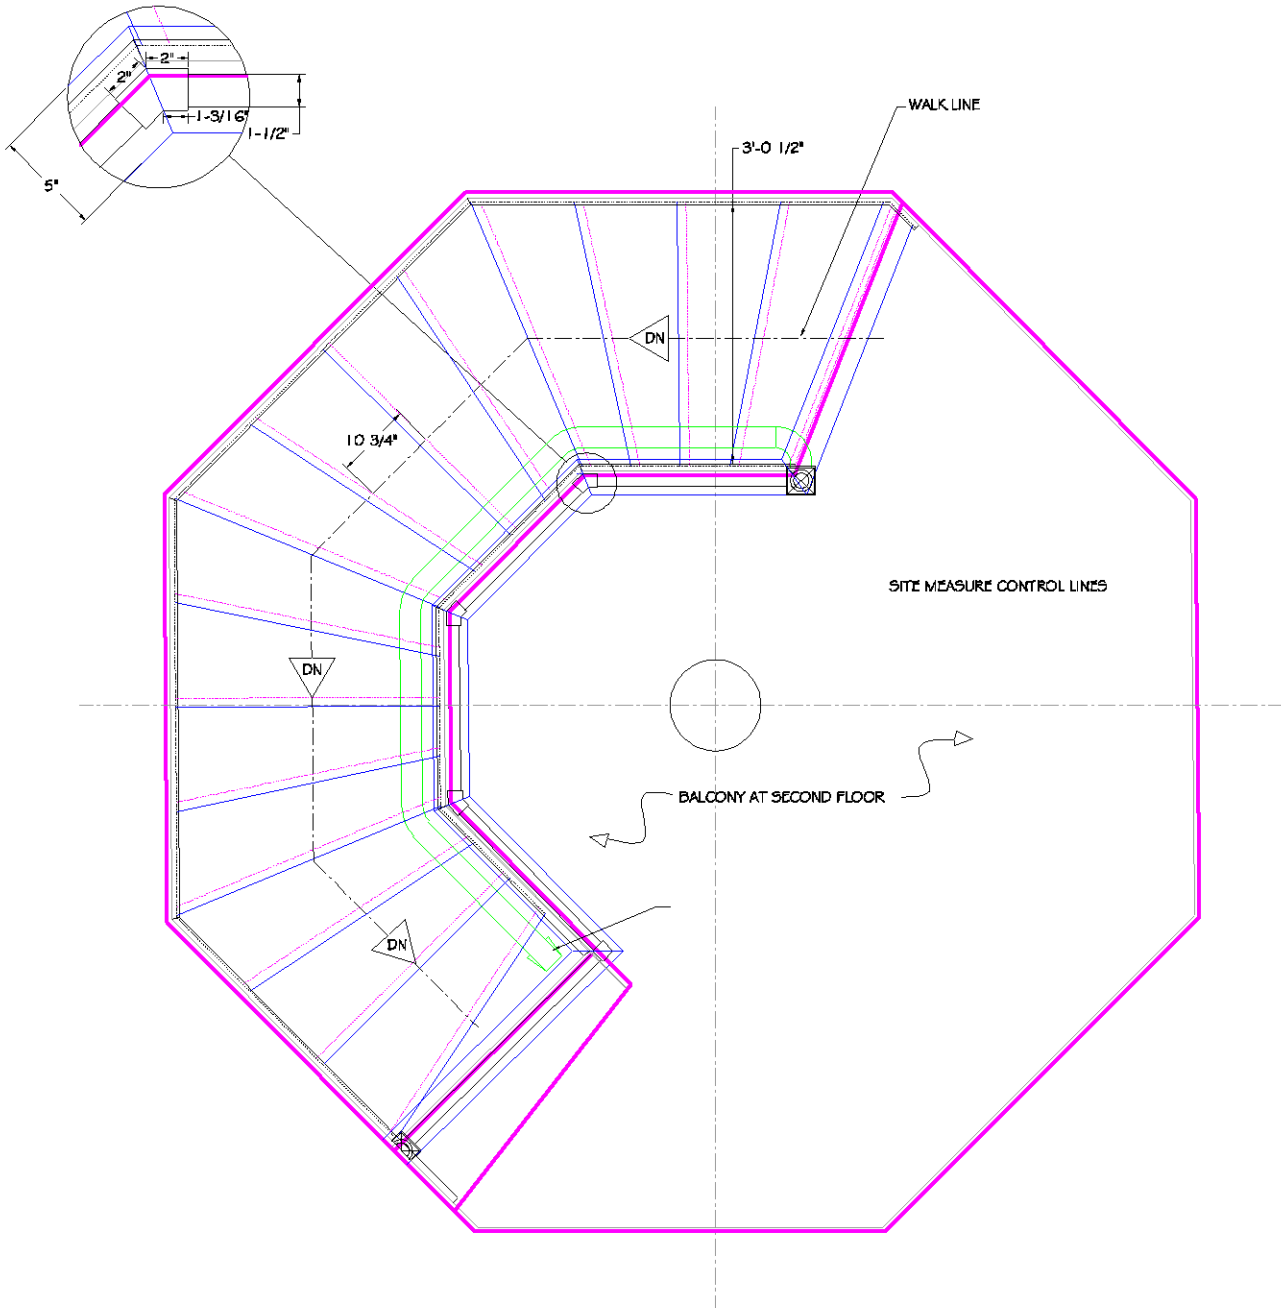 2"
2"
1-3/16"
1-1/2"
5"
WALK LINE
3'-0 1/2"
DN
10 3/4"
SITE MEASURE CONTROL LINES
DN
BALCONY AT SECOND FLOOR
DN